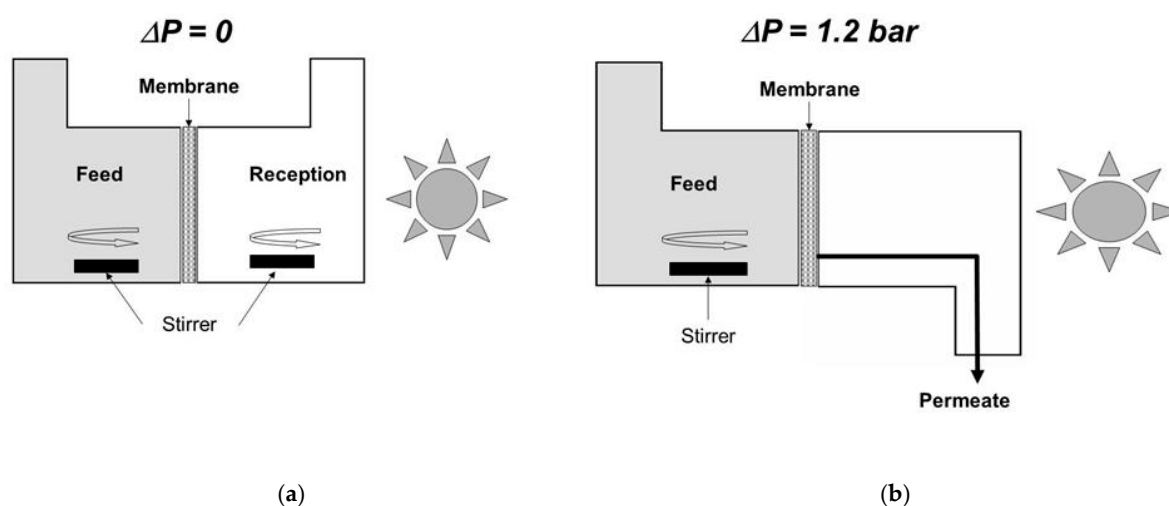 ΔP = 0
Membrane
Feed
Reception
Stirrer
(a)
ΔP = 1.2 bar
Membrane
Feed
Stirrer
Permeate
(b)